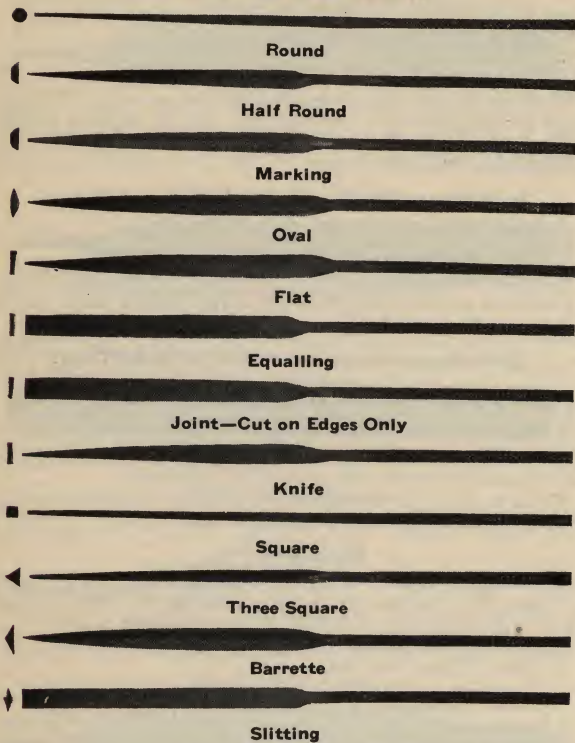 Round
Half Round
Marking
Oval
Flat
Equalling
Joint—Cut on Edges Only
Knife
Square
Three Square
Barrette
Slitting